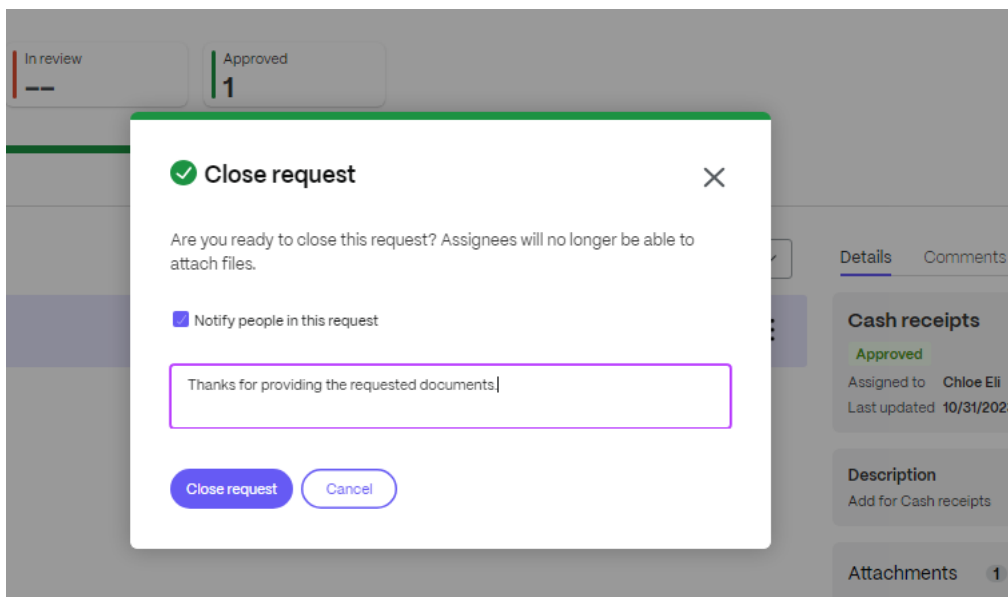 In review
--
Approved
1
Close request
Are you ready to close this request? Assignees will no longer be able to
attach files.
Notify people in this request
Thanks for providing the requested documents.
Close request
Cancel
Details
Comments
Cash receipts
Approved
Assigned to Chloe Eli
Last updated
Description
Add for Cash receipts
Attachments 1